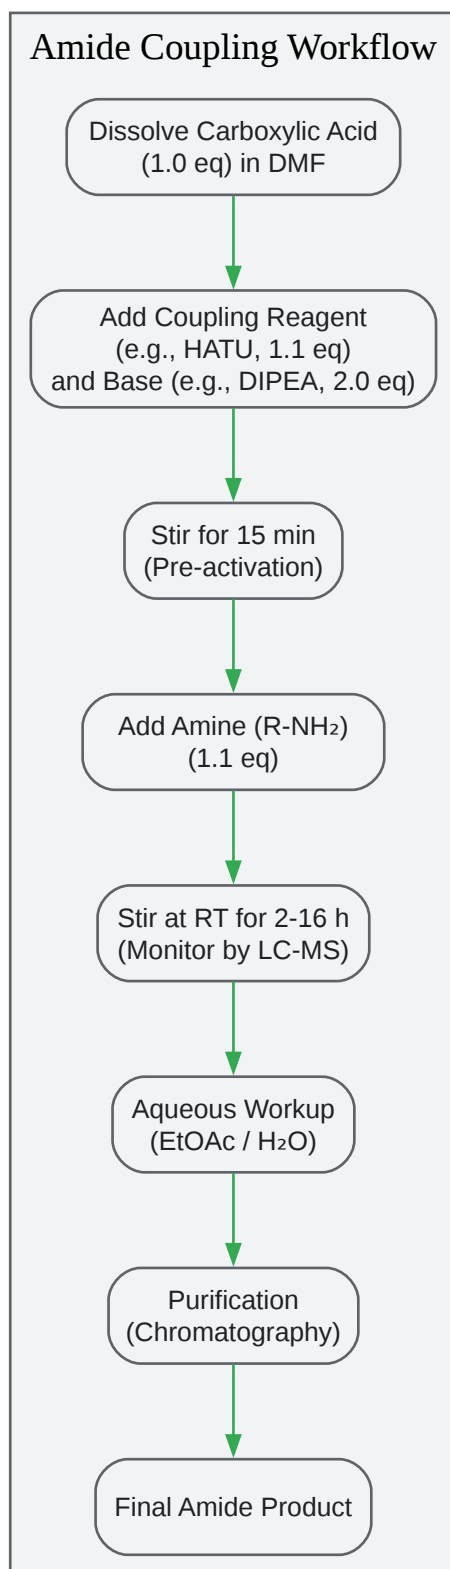 Amide Coupling Workflow
Dissolve Carboxylic Acid
(1.0 eq) in DMF
Add Coupling Reagent
(e.g., HATU, 1.1 eq)
and Base (e.g., DIPEA, 2.0 eq)
Stir for 15 min
(Pre-activation)
Add Amine (R-NH₂)
(1.1 eq)
Stir at RT for 2-16 h
(Monitor by LC-MS)
Aqueous Workup
(EtOAc / H₂O)
Purification
(Chromatography)
Final Amide Product